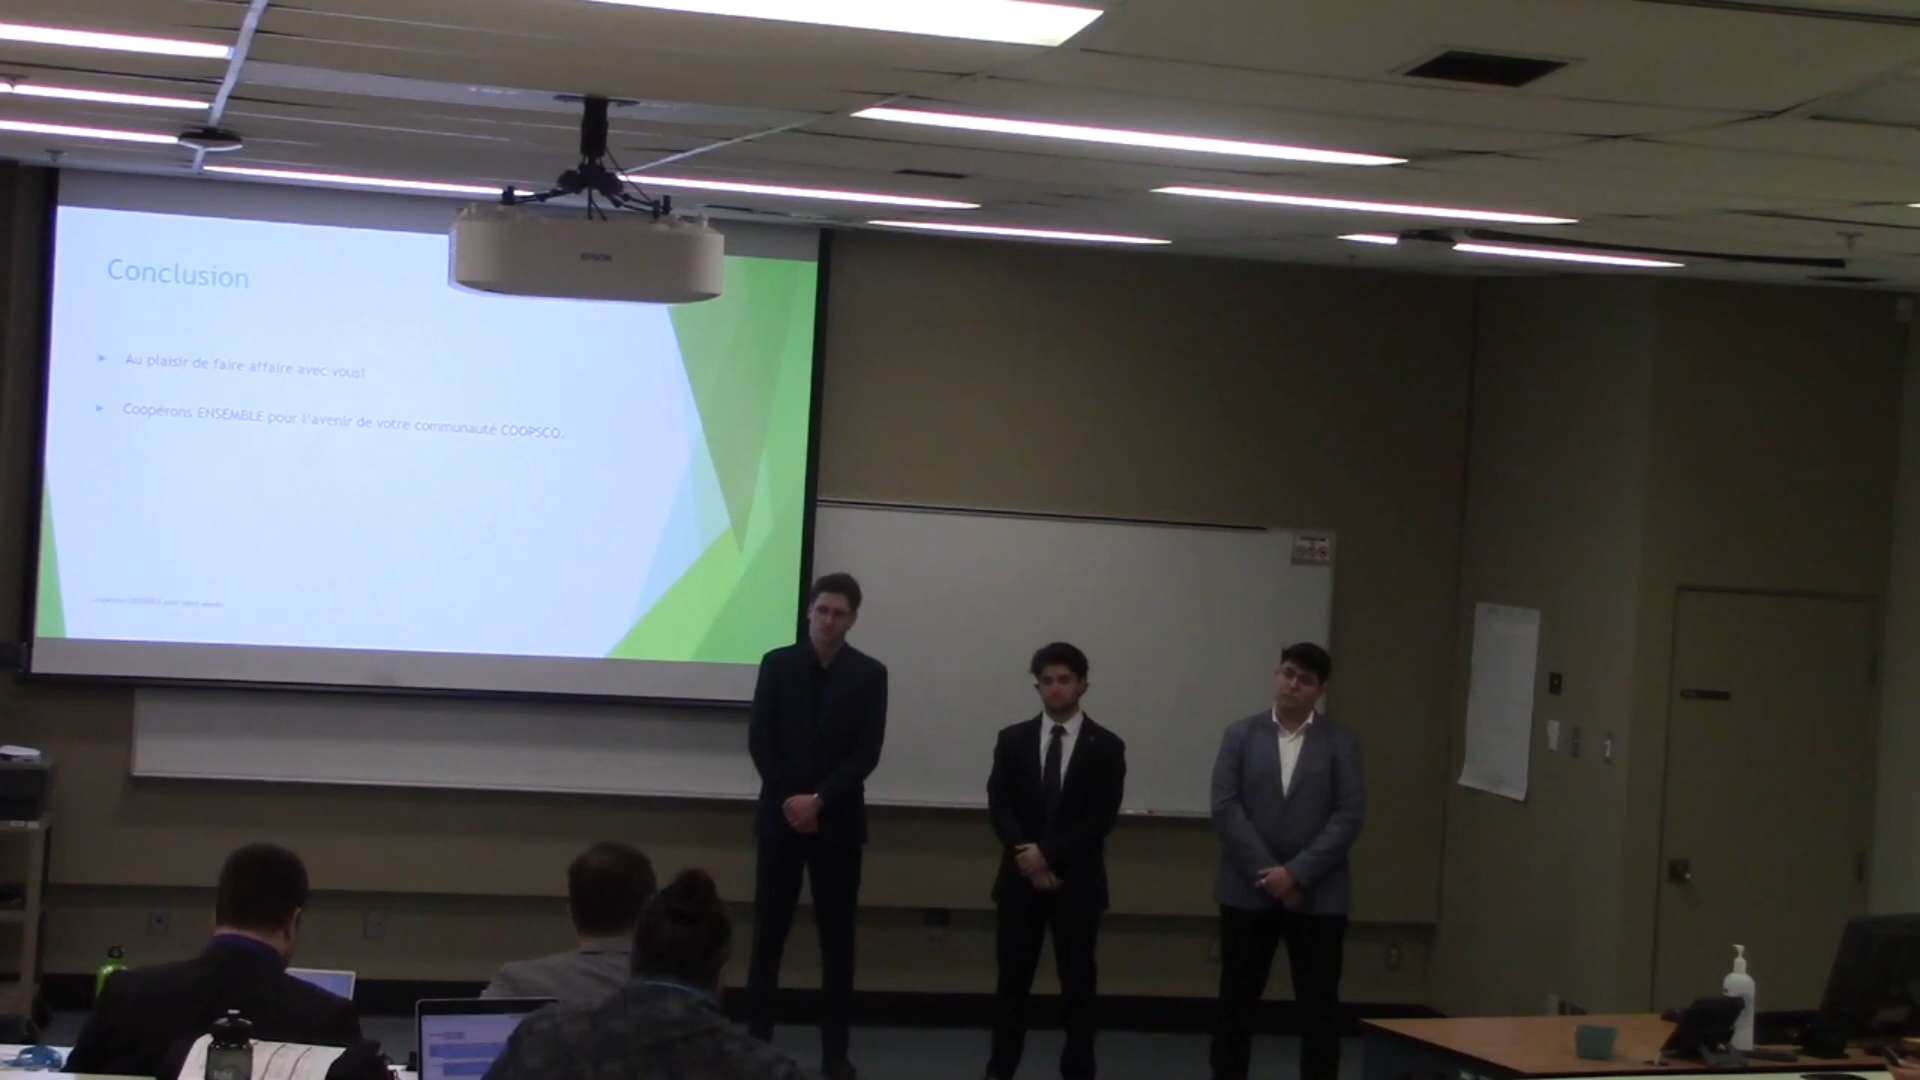 EPSON
Conclusion
Au plaisir de faire affaire avec vous!
Coopérons ENSEMBLE pour l'avenir de votre communauté COOPSCO.